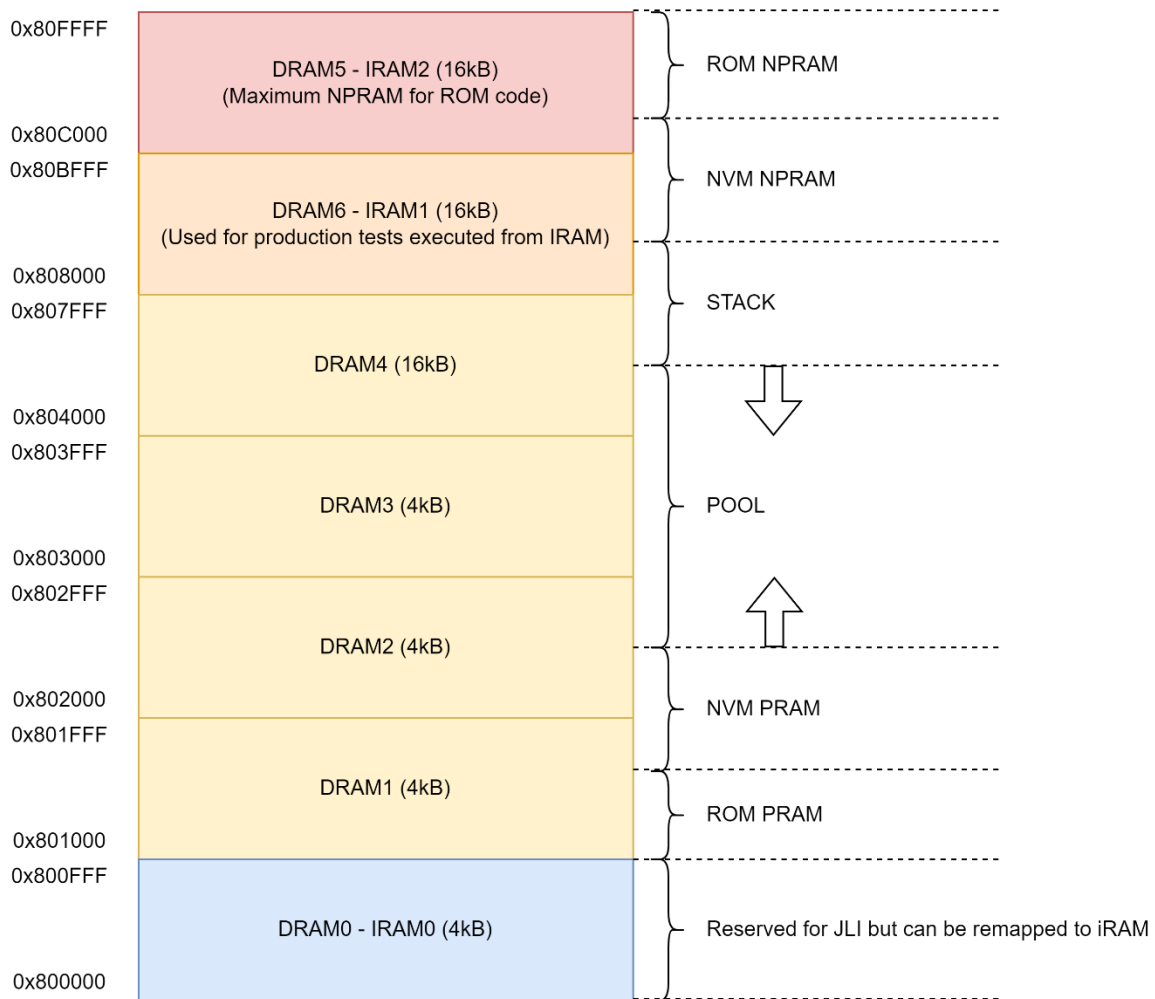 0x80FFFF
DRAM5 - IRAM2 (16kB)
(Maximum NPRAM for ROM code)
ROM NPRAM
0x80C000
0x80BFFF
NVM NPRAM
DRAM6 - IRAM1 (16kB)
(Used for production tests executed from IRAM)
0x808000
0x807FFF
STACK
DRAM4 (16kB)
0x804000
0x803FFF
DRAM3 (4kB)
POOL
0x803000
0x802FFF
DRAM2 (4kB)
0x802000
NVM PRAM
0x801FFF
DRAM1 (4kB)
ROM PRAM
0x801000
0x800FFF
DRAM0 - IRAM0 (4kB)
Reserved for JLI but can be remapped to iRAM
0x800000